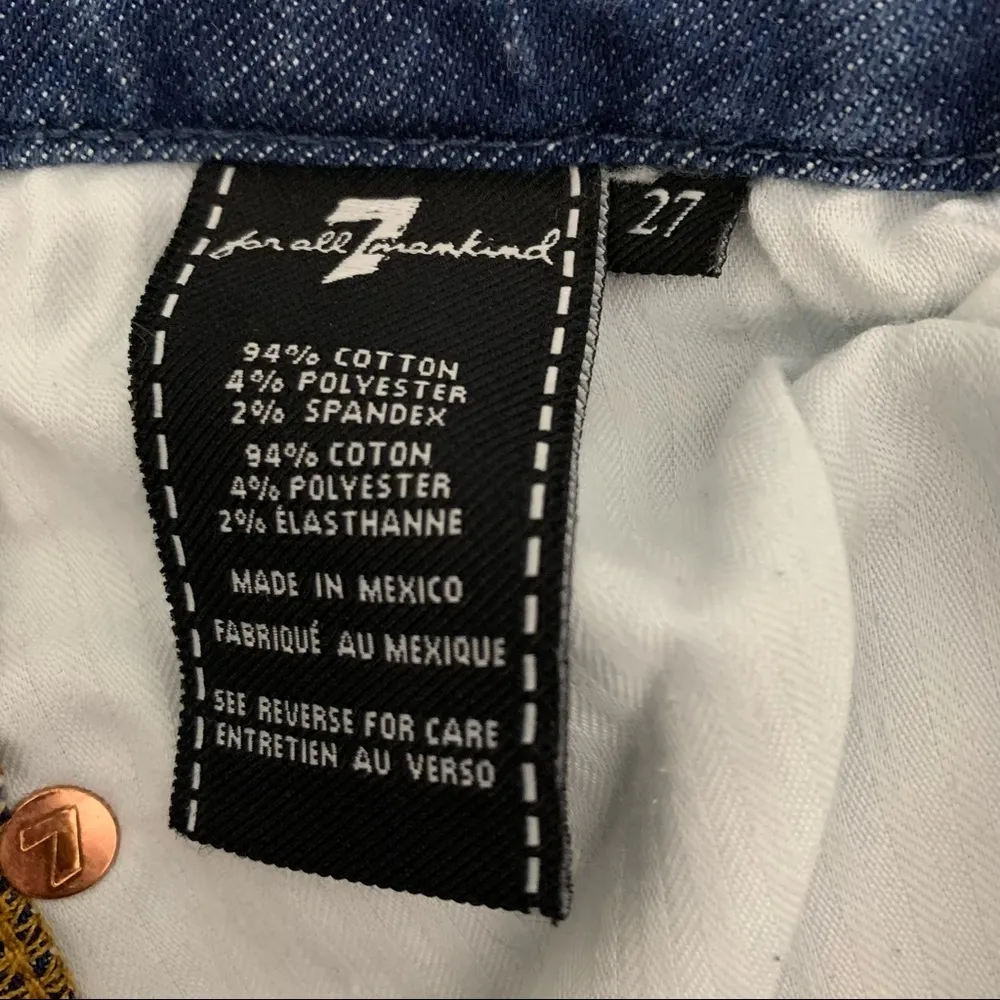 for all 7 mankind
27
94% COTTON
4% POLYESTER
2% SPANDEX
94% COTON
4% POLYESTER
2% ÉLASTHANNE
MADE IN MEXICO
FABRIQUÉ AU MEXIQUE
SEE REVERSE FOR CARE
ENTRETIEN AU VERSO
7